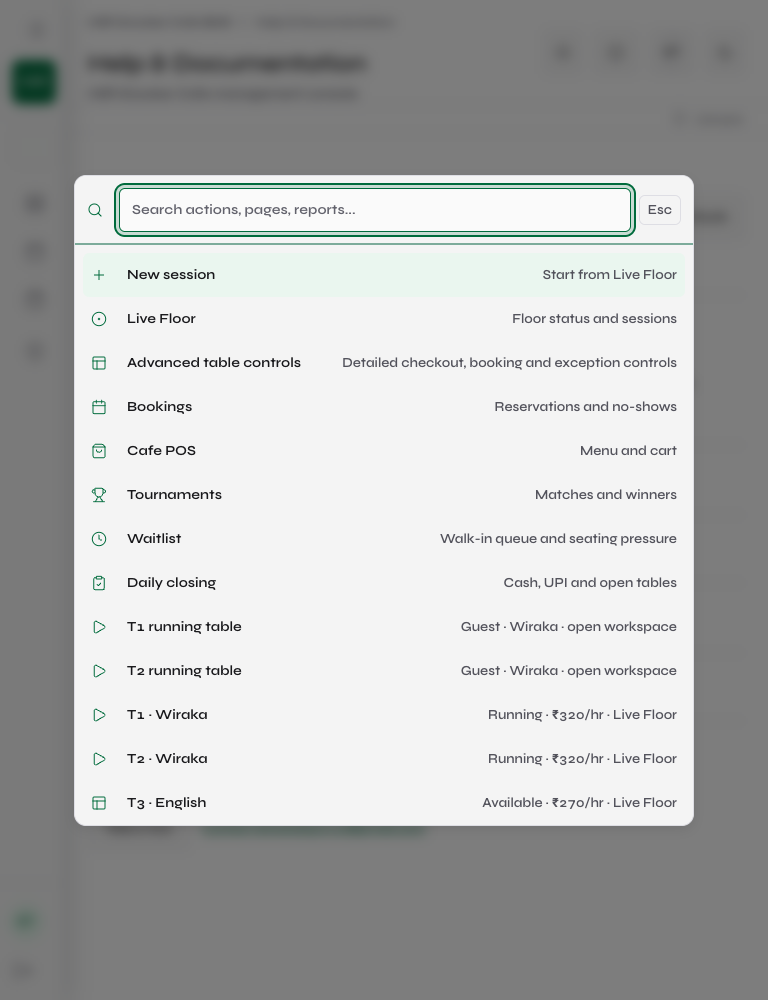 Help & Documentation
Search actions, pages, reports...
Esc
New session
Start from Live Floor
Live Floor
Floor status and sessions
Advanced table controls
Detailed checkout, booking and exception controls
Bookings
Reservations and no-shows
Cafe POS
Menu and cart
Tournaments
Matches and winners
Waitlist
Walk-in queue and seating pressure
Daily closing
Cash, UPI and open tables
T1 running table
Guest · Wiraka · open workspace
T2 running table
Guest · Wiraka · open workspace
T1 · Wiraka
Running · ₹320/hr · Live Floor
T2 · Wiraka
Running · ₹320/hr · Live Floor
T3 · English
Available · ₹270/hr · Live Floor